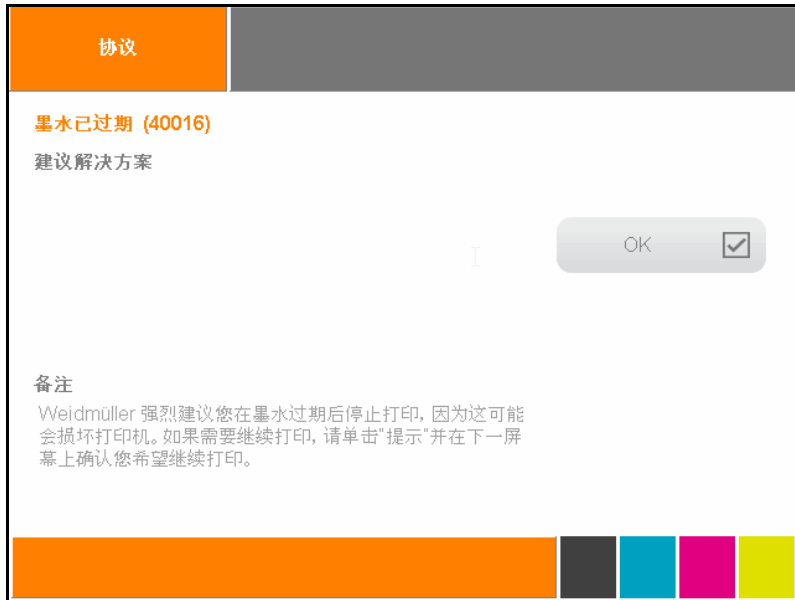 协议
墨水已过期 (40016)
建议解决方案
OK
备注
Weidmüller 强烈建议您在墨水过期后停止打印, 因为这可能
会损坏打印机。如果需要继续打印, 请单击"提示"并在下一屏
幕上确认您希望继续打印。